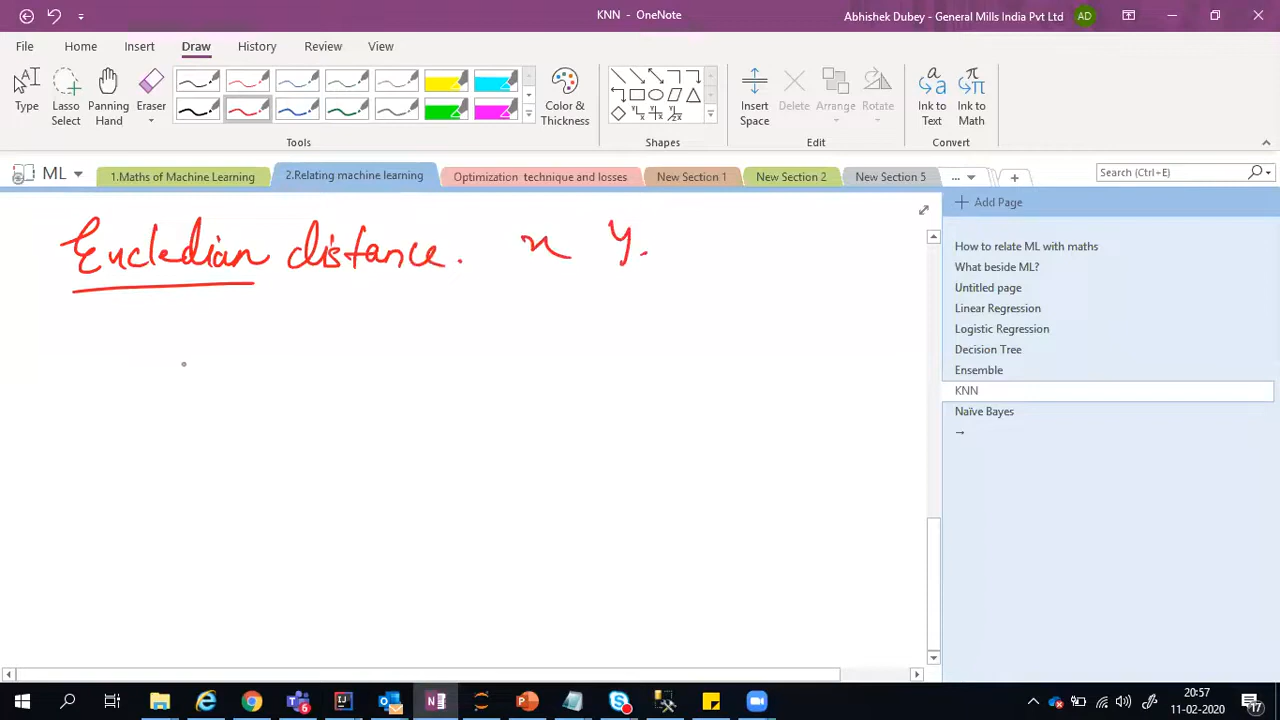 KNN - OneNote
Abhishek Dubey - General Mills India Pvt Ltd AD
File Home Insert Draw History Review View
Type Lasso Select Panning Hand Eraser Color & Thickness Insert Space Delete Arrange Rotate Ink to Text Ink to Math
Tools Shapes Edit Convert
ML 1.Maths of Machine Learning 2.Relating machine learning Optimization technique and losses New Section 1 New Section 2 New Section 5 ... Search (Ctrl+E)
Add Page
Eucledian distance. x y.
How to relate ML with maths
What beside ML?
Untitled page
Linear Regression
Logistic Regression
Decision Tree
Ensemble
KNN
Naïve Bayes
→
20:57
11-02-2020
17